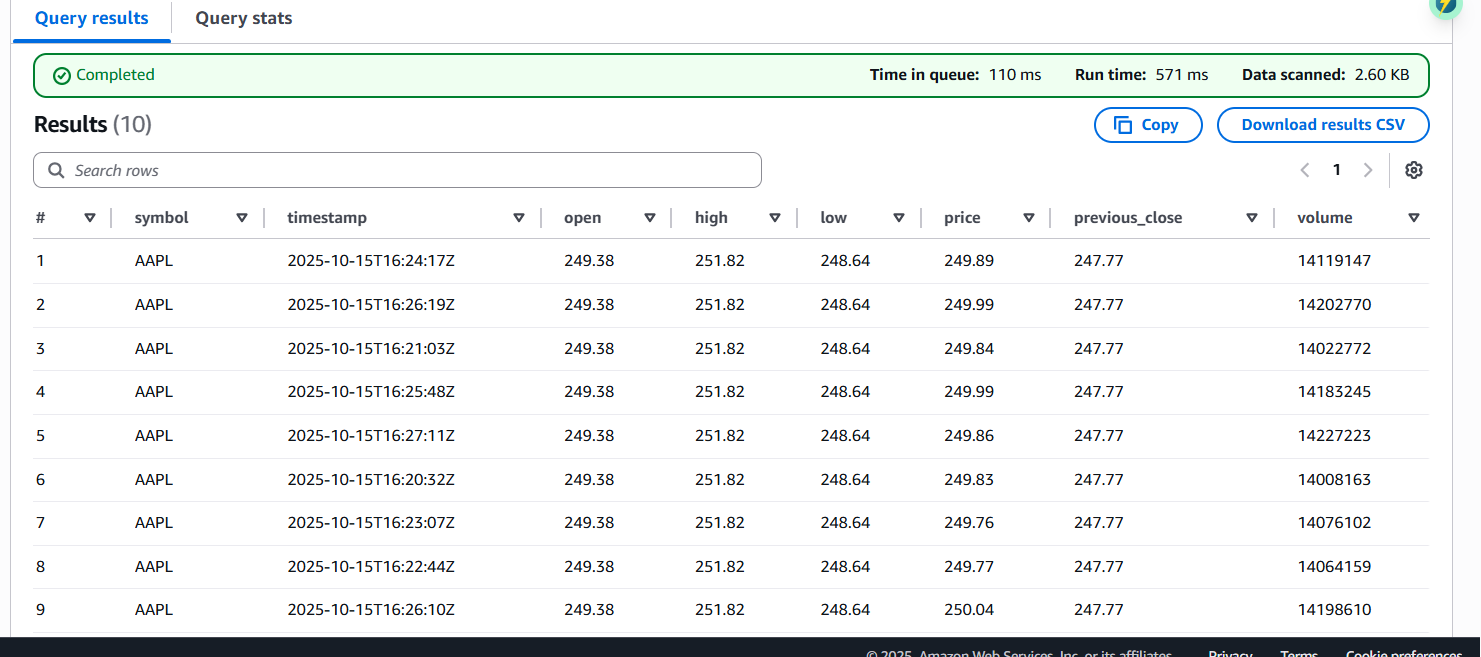 Query results Query stats
Completed Time in queue: 110 ms Run time: 571 ms Data scanned: 2.60 KB
Results (10) Copy Download results CSV
Search rows 1
# symbol timestamp open high low price previous_close volume
1 AAPL 2025-10-15T16:24:17Z 249.38 251.82 248.64 249.89 247.77 14119147
2 AAPL 2025-10-15T16:26:19Z 249.38 251.82 248.64 249.99 247.77 14202770
3 AAPL 2025-10-15T16:21:03Z 249.38 251.82 248.64 249.84 247.77 14022772
4 AAPL 2025-10-15T16:25:48Z 249.38 251.82 248.64 249.99 247.77 14183245
5 AAPL 2025-10-15T16:27:11Z 249.38 251.82 248.64 249.86 247.77 14227223
6 AAPL 2025-10-15T16:20:32Z 249.38 251.82 248.64 249.83 247.77 14008163
7 AAPL 2025-10-15T16:23:07Z 249.38 251.82 248.64 249.76 247.77 14076102
8 AAPL 2025-10-15T16:22:44Z 249.38 251.82 248.64 249.77 247.77 14064159
9 AAPL 2025-10-15T16:26:10Z 249.38 251.82 248.64 250.04 247.77 14198610
© 2025, Amazon Web Services, Inc. or its affiliates. Privacy Terms Cookie preferences